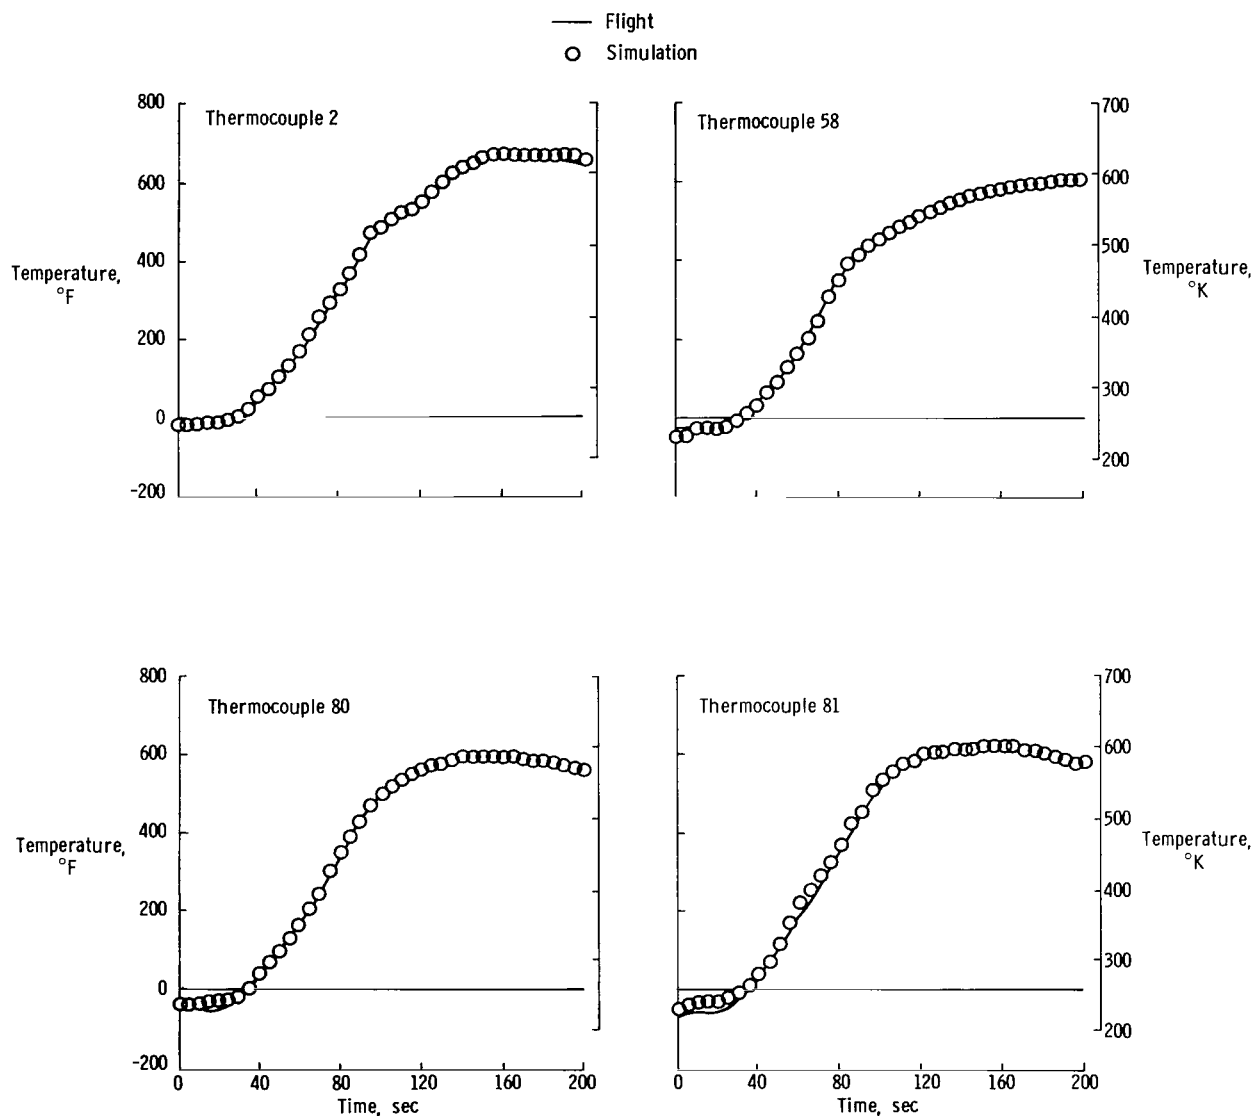 Flight
Simulation
Thermocouple 2
800
600
400
200
0
-200
Temperature,
°F
Thermocouple 58
700
600
500
400
300
200
Temperature,
°K
Thermocouple 80
800
600
400
200
0
-200
Temperature,
°F
0 40 80 120 160 200
Time, sec
Thermocouple 81
700
600
500
400
300
200
Temperature,
°K
0 40 80 120 160 200
Time, sec